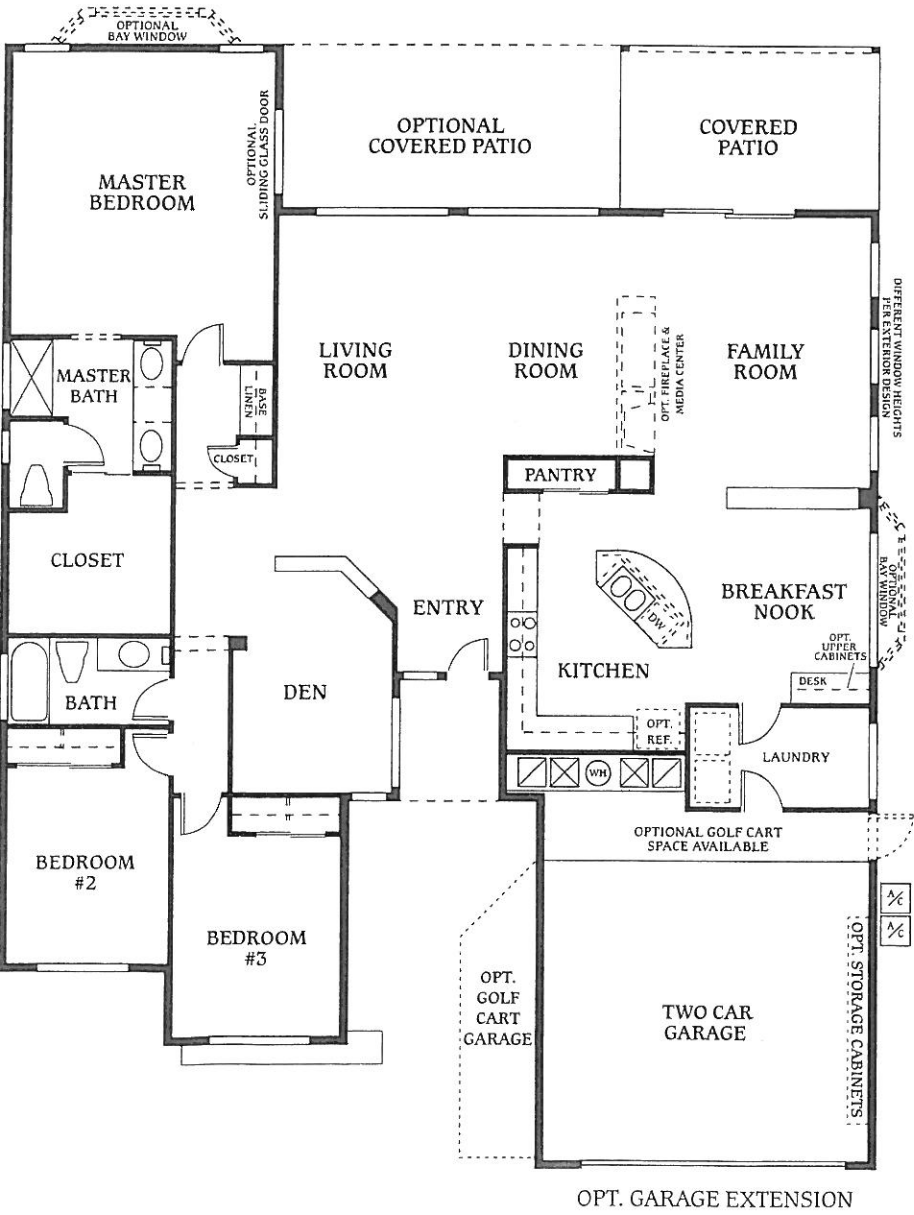 OPTIONAL
BAY WINDOW
OPTIONAL
COVERED PATIO
COVERED
PATIO
OPTIONAL
SLIDING GLASS DOOR
MASTER
BEDROOM
DIFFERENT WINDOW HEIGHTS
PER EXTERIOR DESIGN
LIVING
ROOM
DINING
ROOM
OPT. FIREPLACE &
MEDIA CENTER
FAMILY
ROOM
MASTER
BATH
BASE
LINEN
CLOSET
PANTRY
CLOSET
ENTRY
BREAKFAST
NOOK
OPTIONAL
BAY WINDOW
DW
OPT.
UPPER
CABINETS
DESK
KITCHEN
BATH
DEN
OPT.
REF.
LAUNDRY
WH
OPTIONAL GOLF CART
SPACE AVAILABLE
BEDROOM
#2
BEDROOM
#3
A/C
A/C
OPT.
GOLF
CART
GARAGE
TWO CAR
GARAGE
OPT. STORAGE CABINETS
OPT. GARAGE EXTENSION